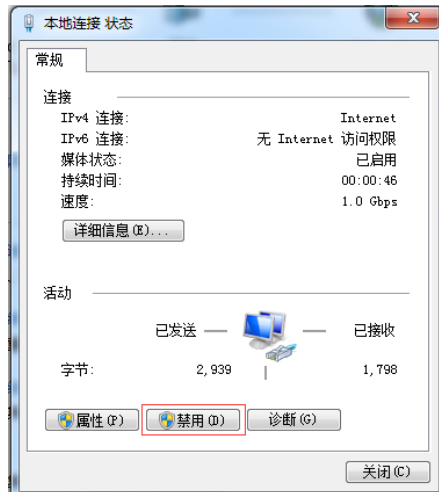 本地连接 状态
常规
连接
IPv4 连接: Internet
IPv6 连接: 无 Internet 访问权限
媒体状态: 已启用
持续时间: 00:00:46
速度: 1.0 Gbps
详细信息(E)...
活动
已发送 已接收
字节: 2,939 1,798
属性(P) 禁用(D) 诊断(G)
关闭(C)